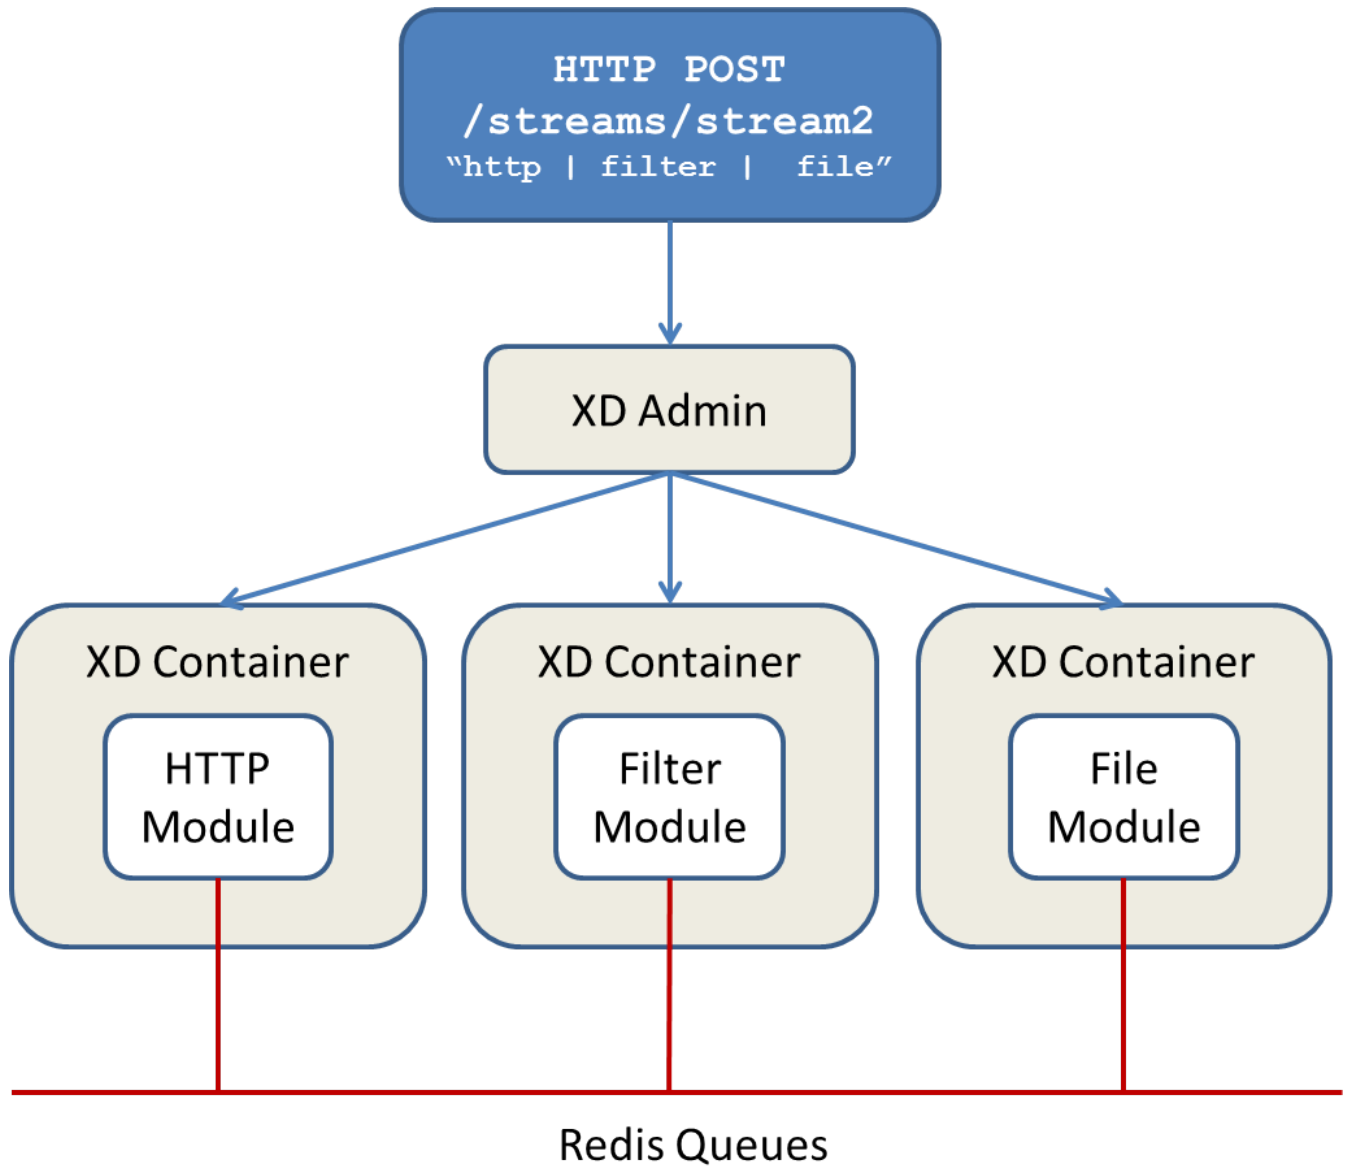 HTTP POST
/streams/stream2
“http | filter |  file”
XD Admin
XD Container
HTTP
Module
XD Container
Filter
Module
XD Container
File
Module
Redis Queues